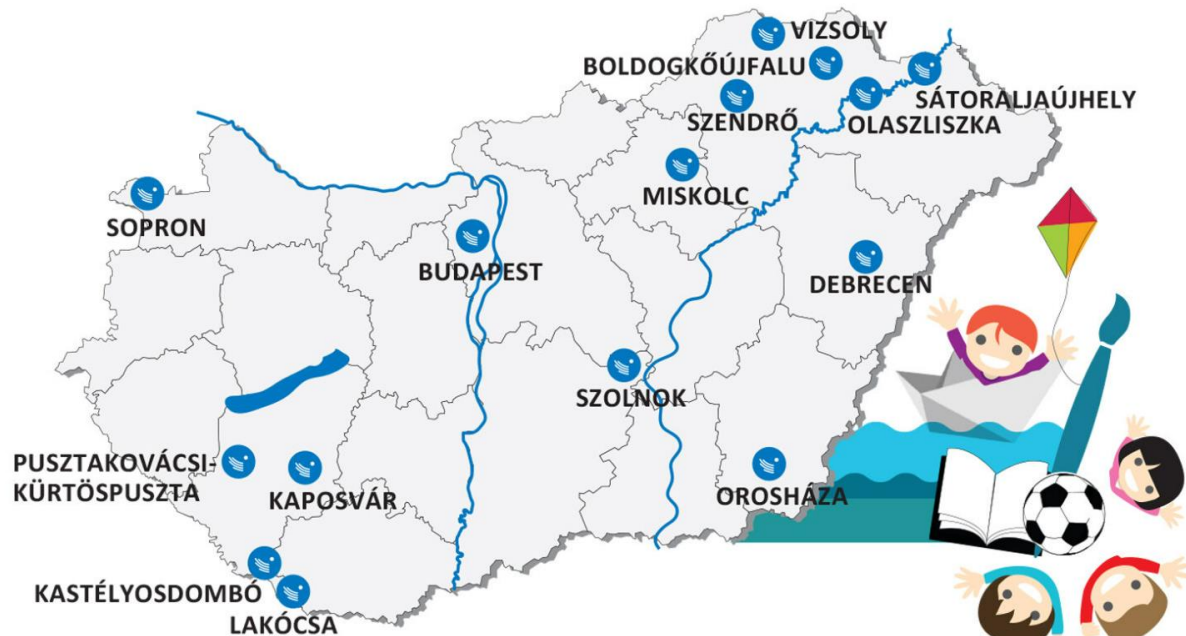 VIZSOLY
BOLDOGKŐÚJFALU
SÁTORALJAÚJHELY
SZENDRŐ
OLASZLISZKA
MISKOLC
SOPRON
BUDAPEST
DEBRECEN
SZOLNOK
PUSZTAKOVÁCSI-
KÜRTÖSPUSZTA
KAPOSVÁR
OROSHÁZA
KASTÉLYOSDOMBÓ
LAKÓCSA